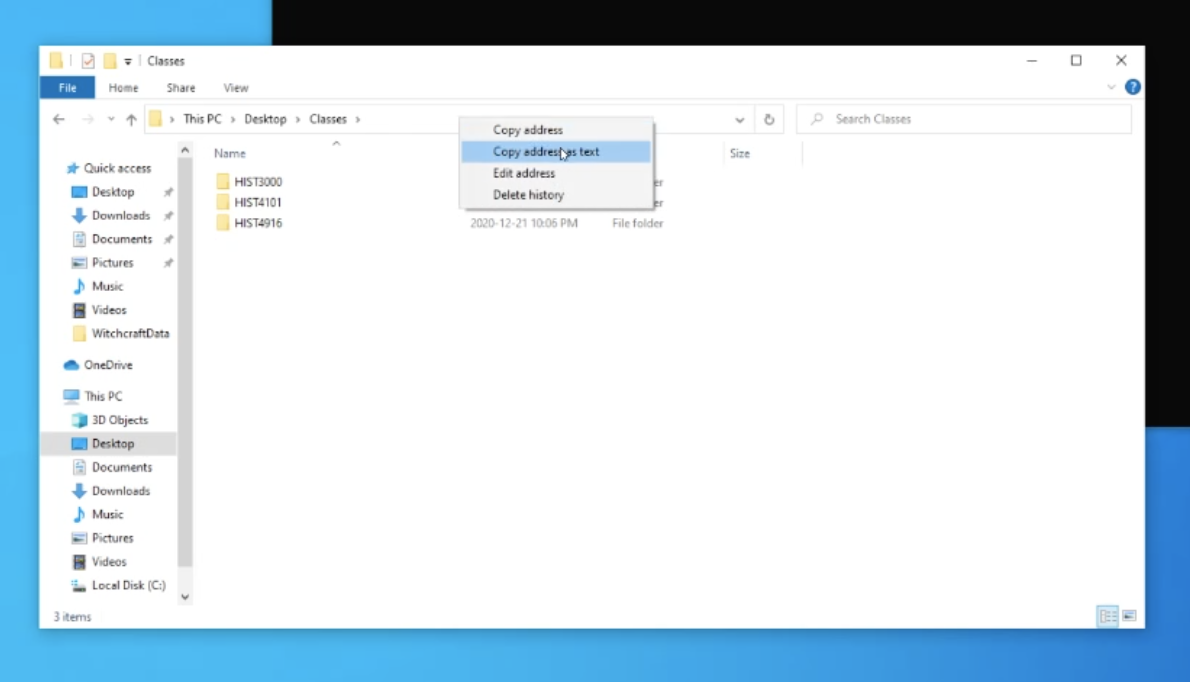 Classes
File Home Share View
This PC Desktop Classes
Search Classes
Copy address
Copy address as text
Edit address
Delete history
Name Size
HIST3000 er
HIST4101 er
HIST4916 2020-12-21 10:06 PM File folder
Quick access
Desktop
Downloads
Documents
Pictures
Music
Videos
WitchcraftData
OneDrive
This PC
3D Objects
Desktop
Documents
Downloads
Music
Pictures
Videos
Local Disk (C:)
3 items